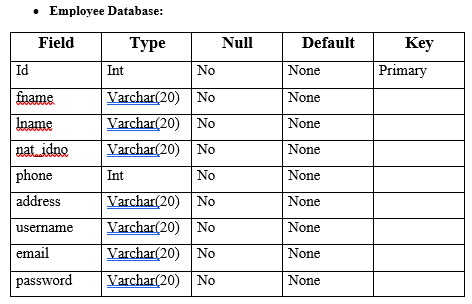 • Employee Database:
Field Type Null Default Key
Id Int No None Primary
fname Varchar(20) No None
lname Varchar(20) No None
nat_idno Varchar(20) No None
phone Int No None
address Varchar(20) No None
username Varchar(20) No None
email Varchar(20) No None
password Varchar(20) No None